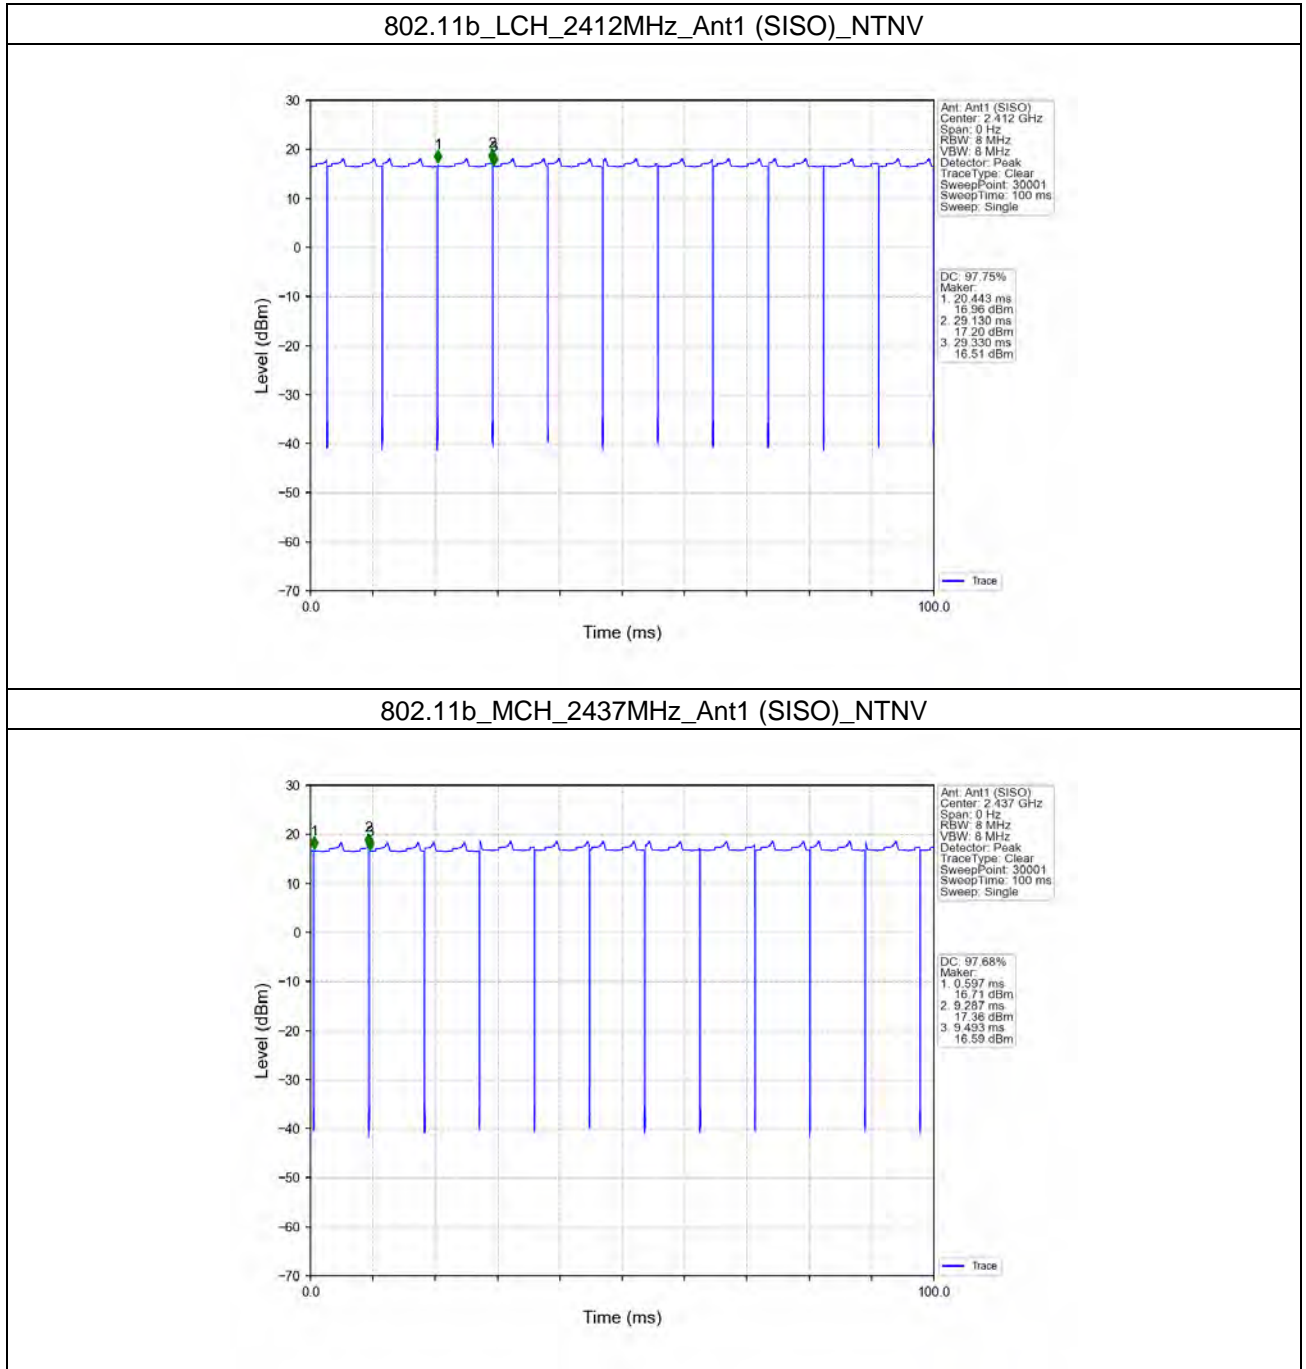 802.11b_LCH_2412MHz_Ant1 (SISO)_NTNV
30
20
10
0
−10
−20
−30
−40
−50
−60
−70
Level (dBm)
0.0
100.0
Time (ms)
1
2
3
Ant: Ant1 (SISO)
Center: 2.412 GHz
Span: 0 Hz
RBW: 8 MHz
VBW: 8 MHz
Detector: Peak
TraceType: Clear
SweepPoint: 30001
SweepTime: 100 ms
Sweep: Single
DC: 97.75%
Maker:
1. 20.443 ms
16.96 dBm
2. 29.130 ms
17.20 dBm
3. 29.330 ms
16.51 dBm
Trace
802.11b_MCH_2437MHz_Ant1 (SISO)_NTNV
30
20
10
0
−10
−20
−30
−40
−50
−60
−70
Level (dBm)
0.0
100.0
Time (ms)
1
2
3
Ant: Ant1 (SISO)
Center: 2.437 GHz
Span: 0 Hz
RBW: 8 MHz
VBW: 8 MHz
Detector: Peak
TraceType: Clear
SweepPoint: 30001
SweepTime: 100 ms
Sweep: Single
DC: 97.68%
Maker:
1. 0.597 ms
16.71 dBm
2. 9.287 ms
17.36 dBm
3. 9.493 ms
16.59 dBm
Trace